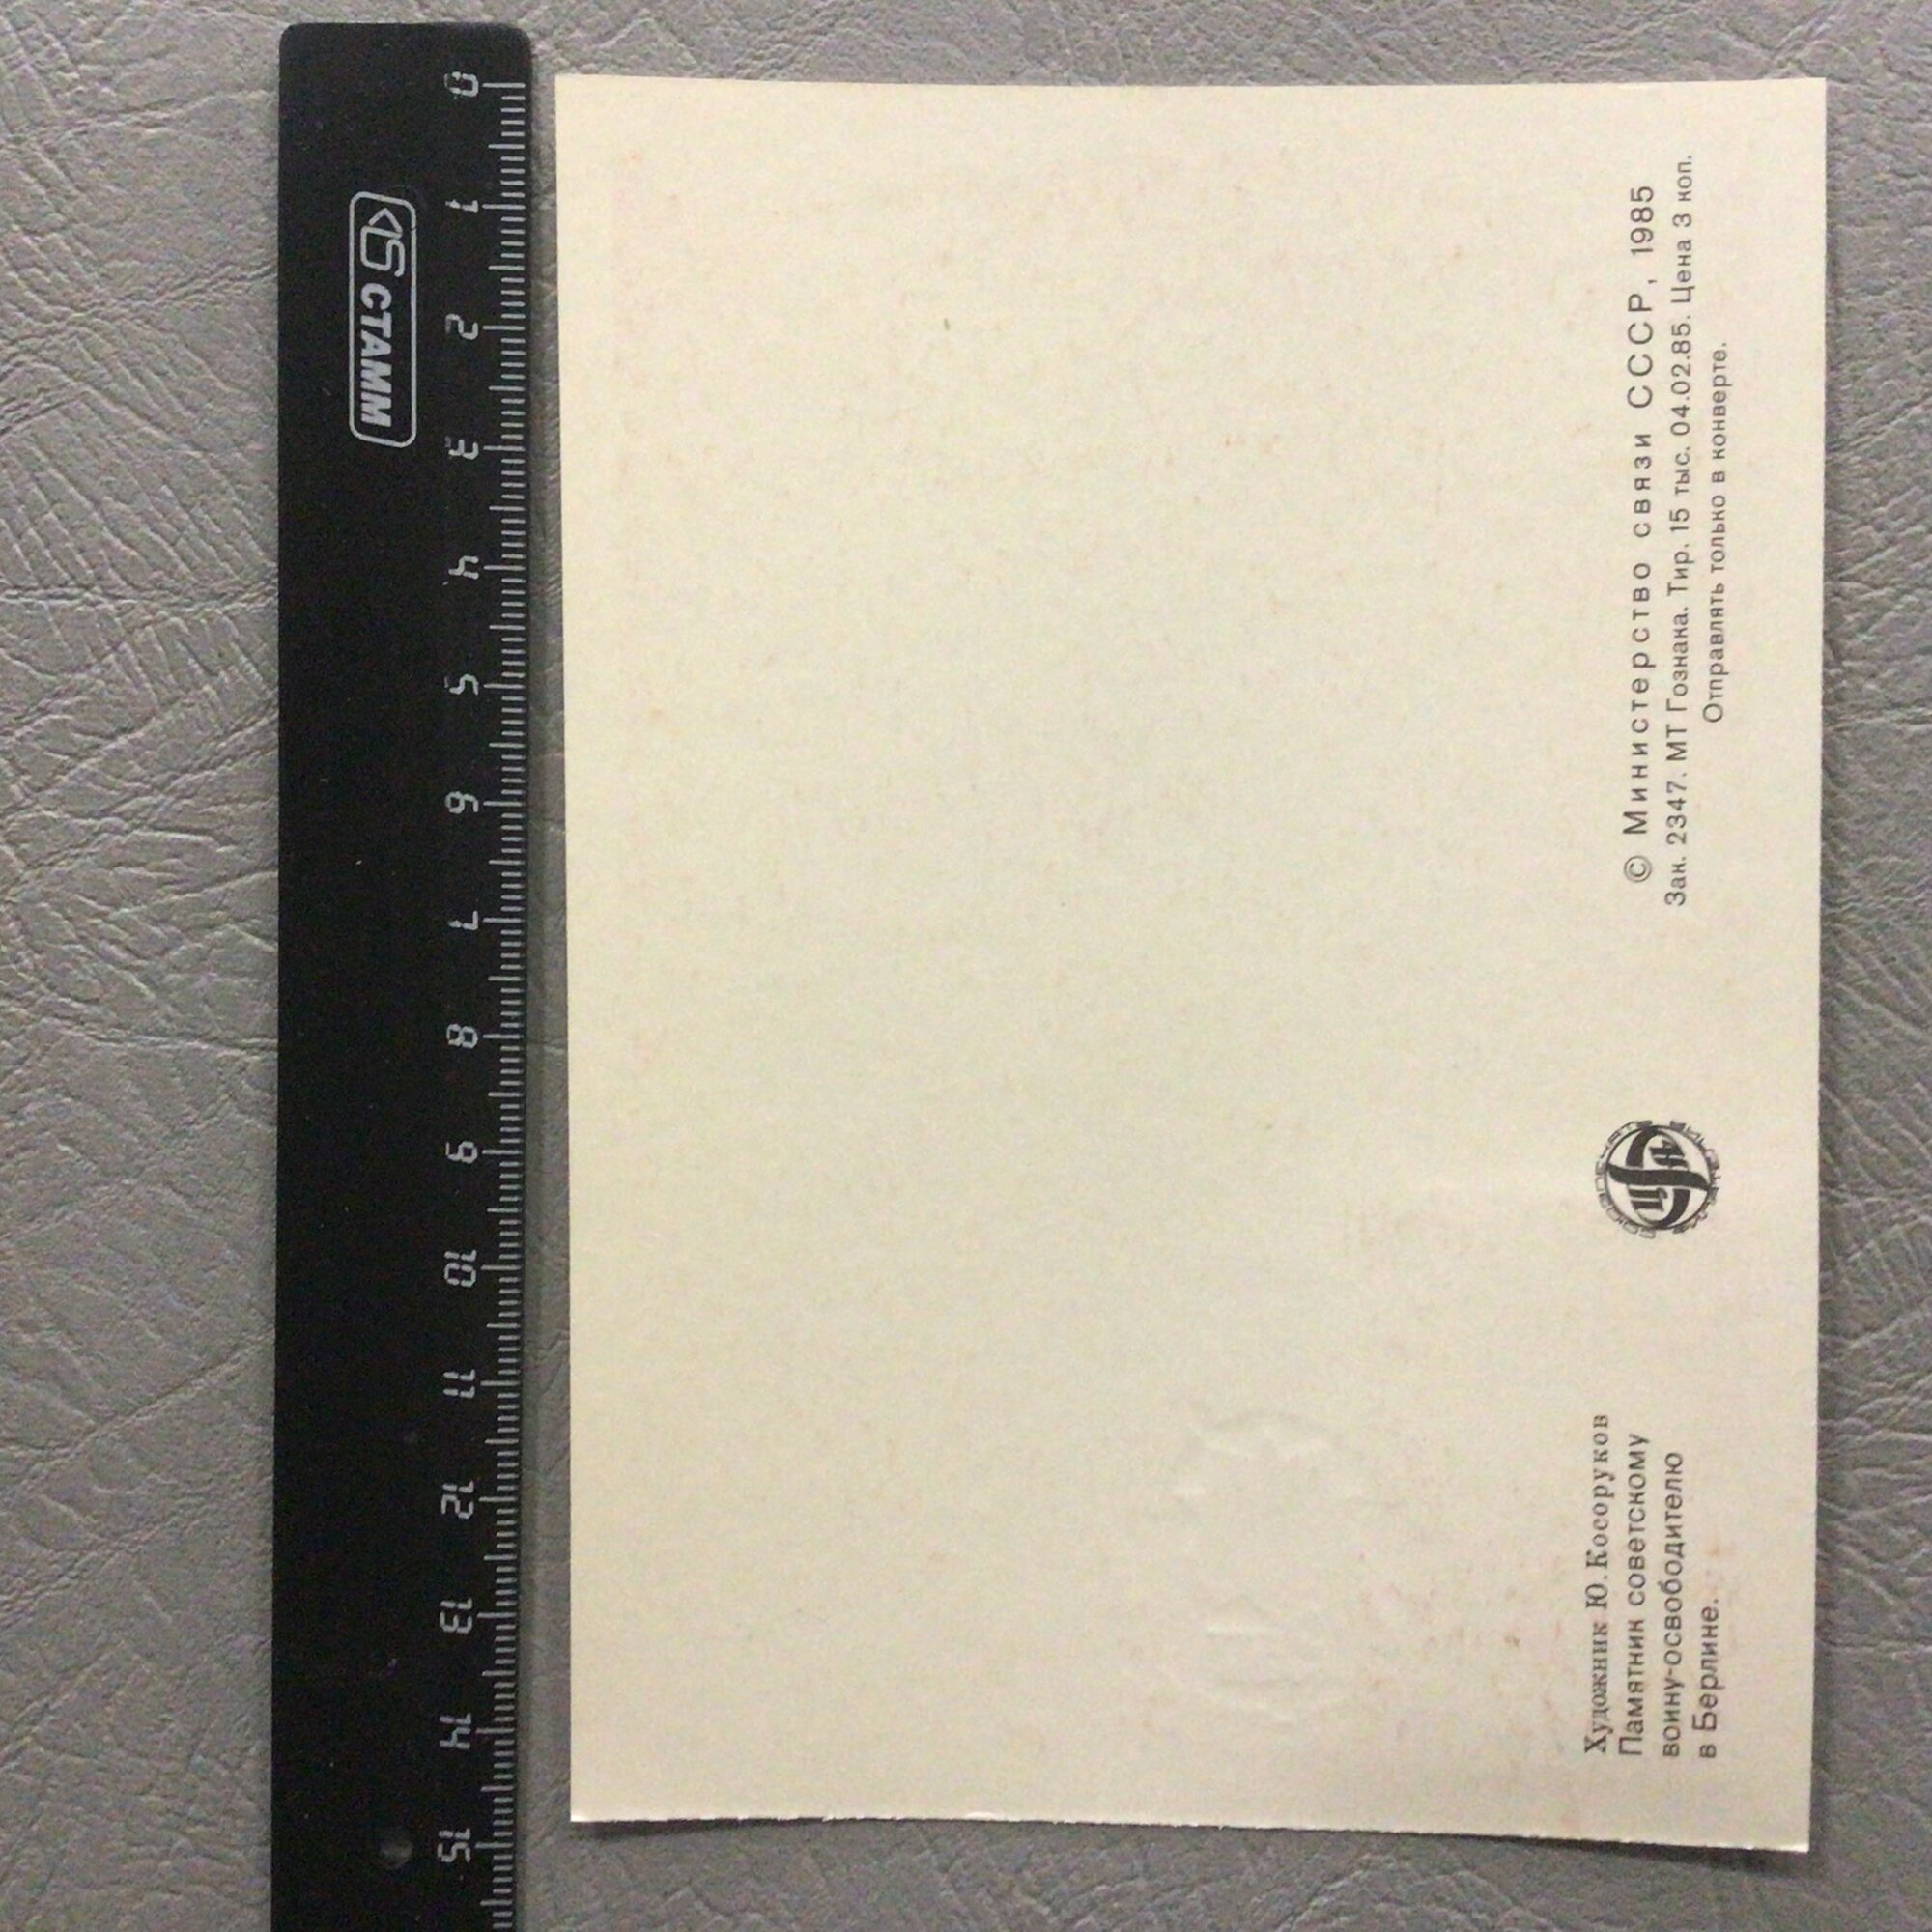 СТАММ
0 1 2 3 4 5 6 7 8 9 10 11 12 13 14 15
Художник Ю. Косоруков
Памятник советскому
воину-освободителю
в Берлине.
© Министерство связи СССР, 1985
Зак. 2347. МТ Гознака. Тир. 15 тыс. 04.02.85. Цена 3 коп.
Отправлять только в конверте.